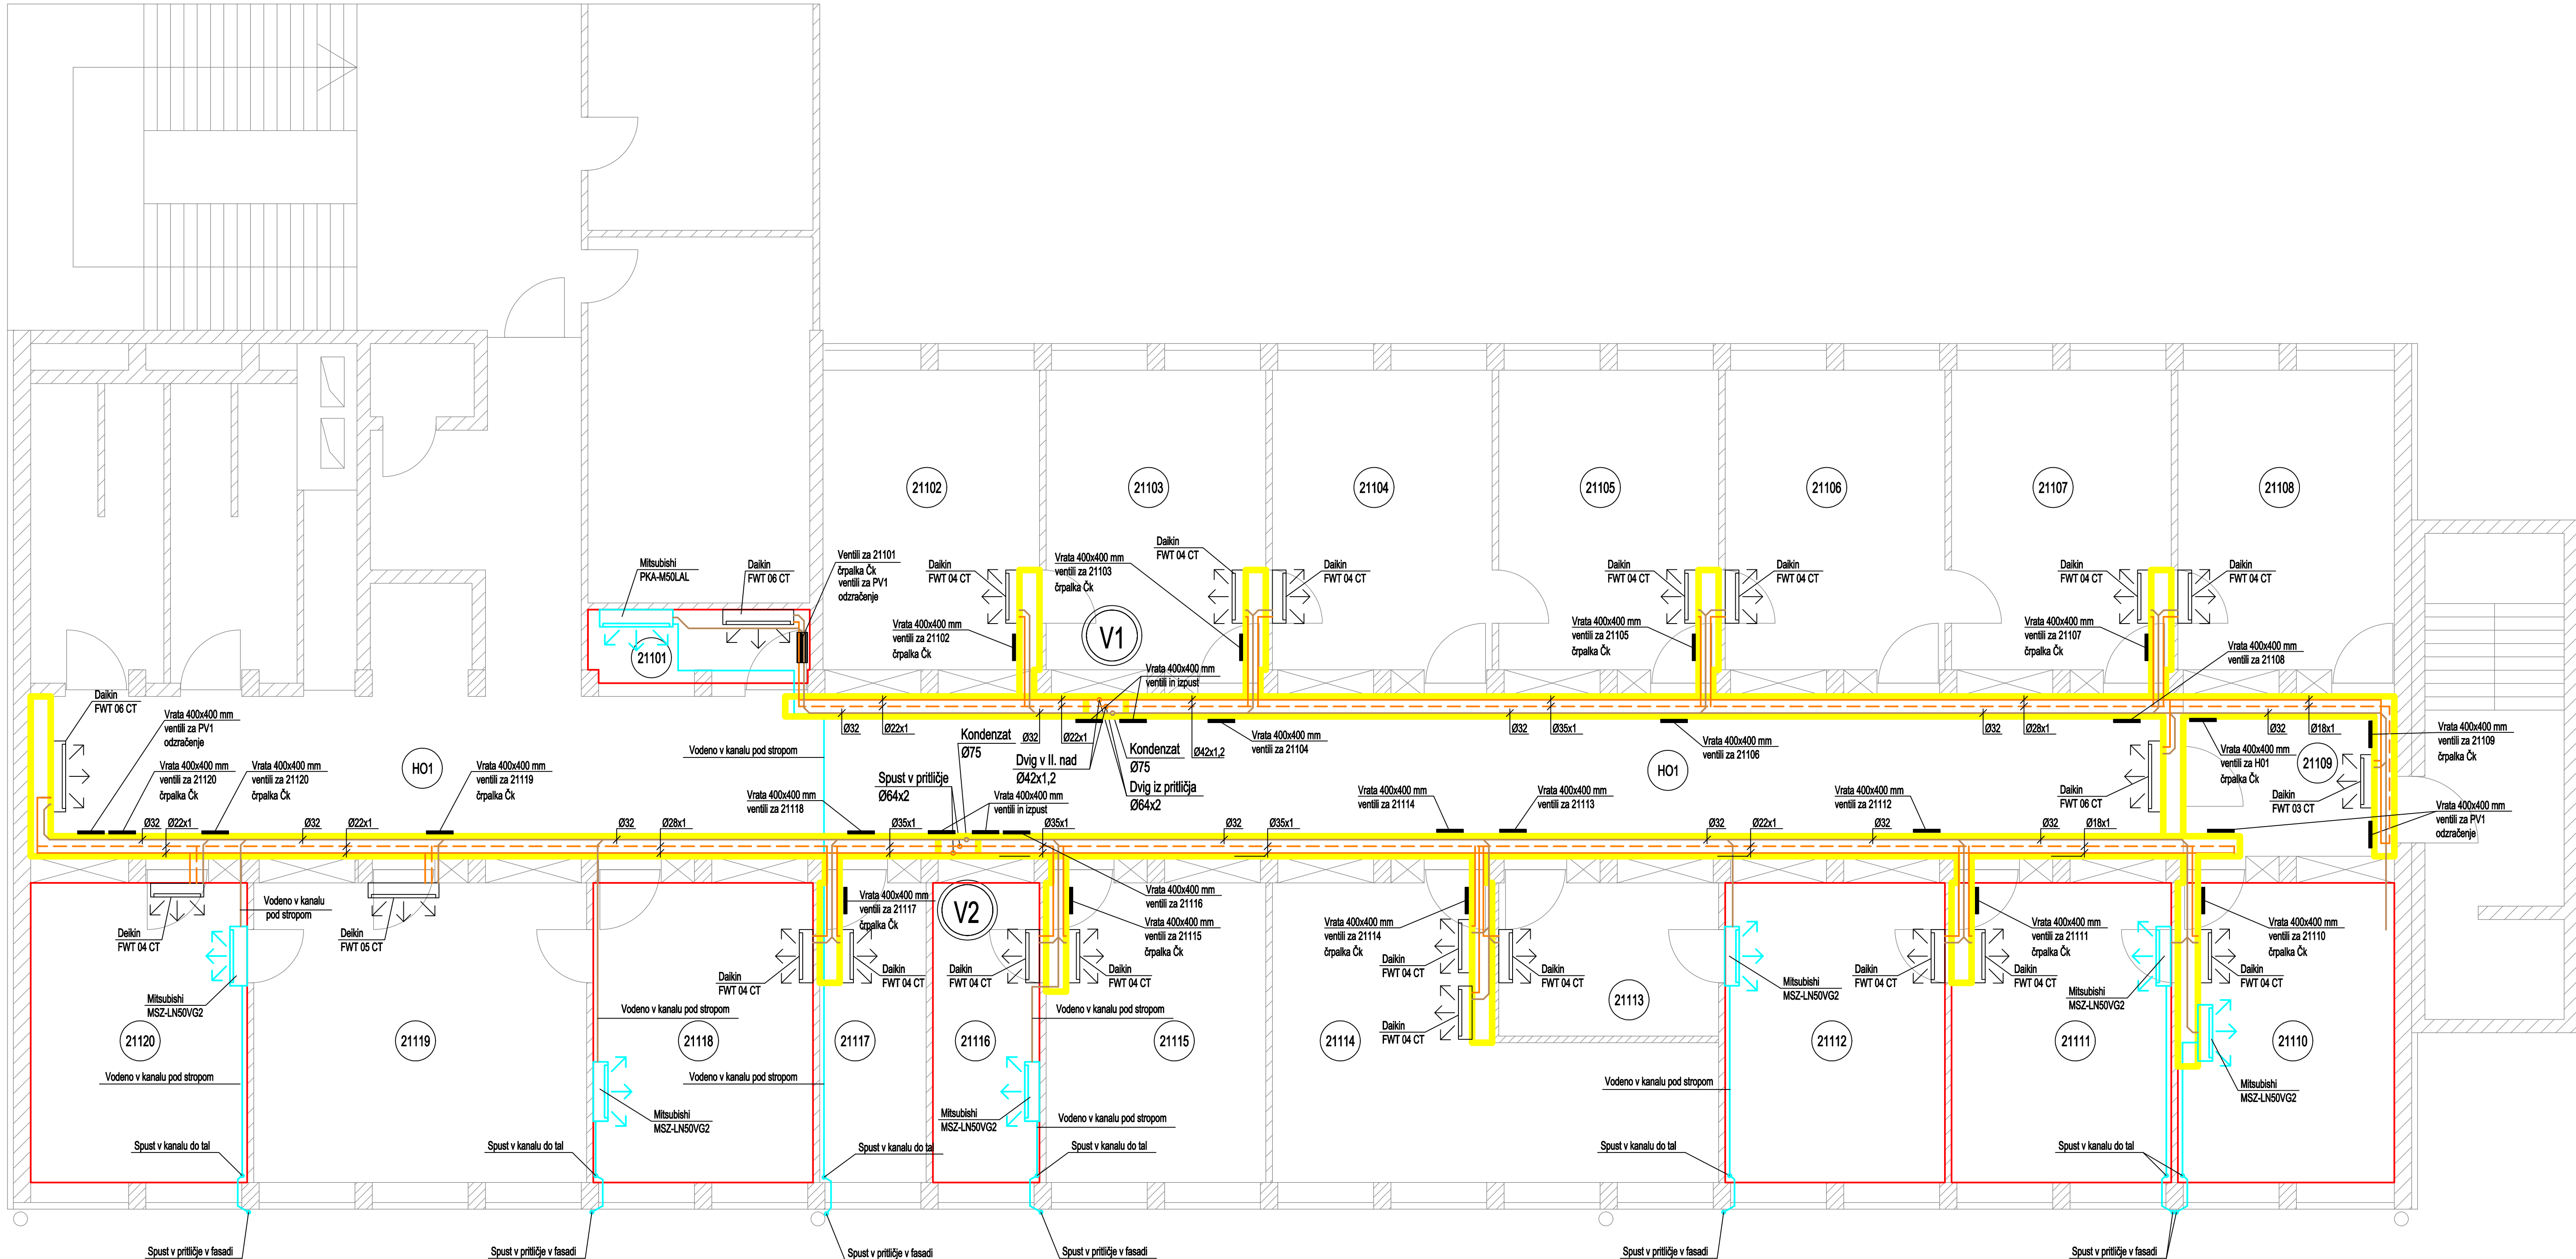 21102
21103
21104
21105
21106
21107
21108
Mitsubishi
PKA-M50LAL
Daikin
FWT 06 CT
Ventili za 21101
črpalka Čk
ventili za PV1
odzračenje
21101
Daikin
FWT 04 CT
Vrata 400x400 mm
ventili za 21102
črpalka Čk
Vrata 400x400 mm
ventili za 21103
črpalka Čk
V1
Daikin
FWT 04 CT
Daikin
FWT 04 CT
Vrata 400x400 mm
ventili in izpust
Daikin
FWT 04 CT
Daikin
FWT 04 CT
Vrata 400x400 mm
ventili za 21105
črpalka Čk
Daikin
FWT 04 CT
Daikin
FWT 04 CT
Vrata 400x400 mm
ventili za 21107
črpalka Čk
Vrata 400x400 mm
ventili za 21108
Daikin
FWT 06 CT
Vrata 400x400 mm
ventili za PV1
odzračenje
Vrata 400x400 mm
ventili za 21120
črpalka Čk
Vrata 400x400 mm
ventili za 21120
črpalka Čk
HO1
Vrata 400x400 mm
ventili za 21119
črpalka Čk
Vodeno v kanalu pod stropom
Ø32
Ø22x1
Kondenzat
Ø75
Ø32
Ø22x1
Dvig v II. nad
Ø42x1,2
Kondenzat
Ø75
Dvig iz pritličja
Ø64x2
Ø42x1,2
Vrata 400x400 mm
ventili za 21104
Spust v pritličje
Ø64x2
Vrata 400x400 mm
ventili in izpust
Vrata 400x400 mm
ventili za 21118
Ø32
Ø35x1
Vrata 400x400 mm
ventili za 21106
HO1
Ø32
Ø28x1
Ø32
Ø18x1
Vrata 400x400 mm
ventili za H01
črpalka Čk
21109
Vrata 400x400 mm
ventili za 21109
črpalka Čk
Daikin
FWT 06 CT
Daikin
FWT 03 CT
Vrata 400x400 mm
ventili za PV1
odzračenje
Vrata 400x400 mm
ventili za 21114
Vrata 400x400 mm
ventili za 21113
Vrata 400x400 mm
ventili za 21112
Ø32
Ø22x1
Ø32
Ø22x1
Ø32
Ø28x1
Ø35x1
Ø35x1
Ø32
Ø35x1
Ø32
Ø22x1
Ø32
Ø32
Ø18x1
Deikin
FWT 04 CT
Vodeno v kanalu
pod stropom
Deikin
FWT 05 CT
Mitsubishi
MSZ-LN50VG2
Daikin
FWT 04 CT
Vrata 400x400 mm
ventili za 21117
črpalka Čk
Daikin
FWT 04 CT
V2
Daikin
FWT 04 CT
Vrata 400x400 mm
ventili za 21116
Vrata 400x400 mm
ventili za 21115
črpalka Čk
Daikin
FWT 04 CT
Vrata 400x400 mm
ventili za 21114
črpalka Čk
Daikin
FWT 04 CT
Daikin
FWT 04 CT
Daikin
FWT 04 CT
Mitsubishi
MSZ-LN50VG2
Daikin
FWT 04 CT
Vrata 400x400 mm
ventili za 21111
črpalka Čk
Daikin
FWT 04 CT
Mitsubishi
MSZ-LN50VG2
Vrata 400x400 mm
ventili za 21110
črpalka Čk
Daikin
FWT 04 CT
Vodeno v kanalu pod stropom
Vodeno v kanalu pod stropom
21120
21119
21118
21117
21116
21115
21114
21113
21112
21111
21110
Vodeno v kanalu pod stropom
Vodeno v kanalu pod stropom
Vodeno v kanalu pod stropom
Mitsubishi
MSZ-LN50VG2
Mitsubishi
MSZ-LN50VG2
Vodeno v kanalu pod stropom
Mitsubishi
MSZ-LN50VG2
Spust v kanalu do tal
Spust v kanalu do tal
Spust v kanalu do tal
Spust v kanalu do tal
Spust v kanalu do tal
Spust v kanalu do tal
Spust v pritličje v fasadi
Spust v pritličje v fasadi
Spust v pritličje v fasadi
Spust v pritličje v fasadi
Spust v pritličje v fasadi
Spust v pritličje v fasadi